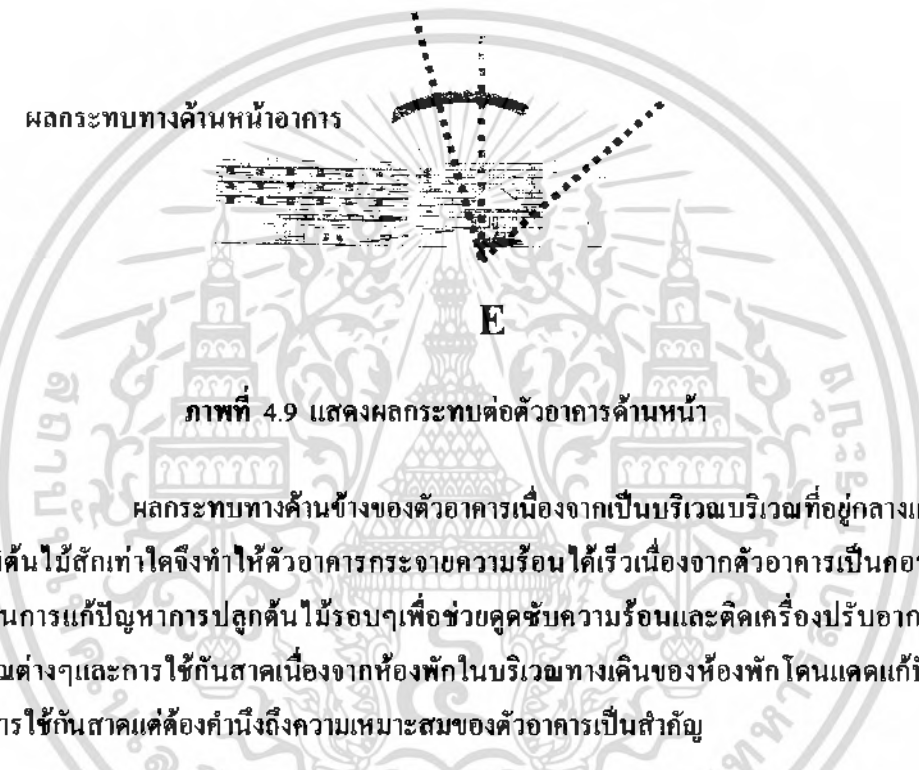 ผลกระทบทางด้านหน้าอาคาร
E
ภาพที่ 4.9 แสดงผลกระทบต่อตัวอาคารด้านหน้า
ผลกระทบทางด้านข้างของตัวอาคารเนื่องจากเป็นบริเวณบริเวณที่อยู่กลางแ
ต้นไม้สักเท่าใดจึงทำให้ตัวอาคารกระจายความร้อนได้เร็วเนื่องจากตัวอาคารเป็นคอ
นการแก้ปัญหาการปลูกต้นไม้รอบๆเพื่อช่วยดูดซับความร้อนและติดเครื่องปรับอาก
ณต่างๆและการใช้กันสาดเนื่องจากห้องพักในบริเวณทางเดินของห้องพักโดนแดดแก้ป
ารใช้กันสาดแต่ต้องคำนึงถึงความเหมาะสมของตัวอาคารเป็นสำคัญ